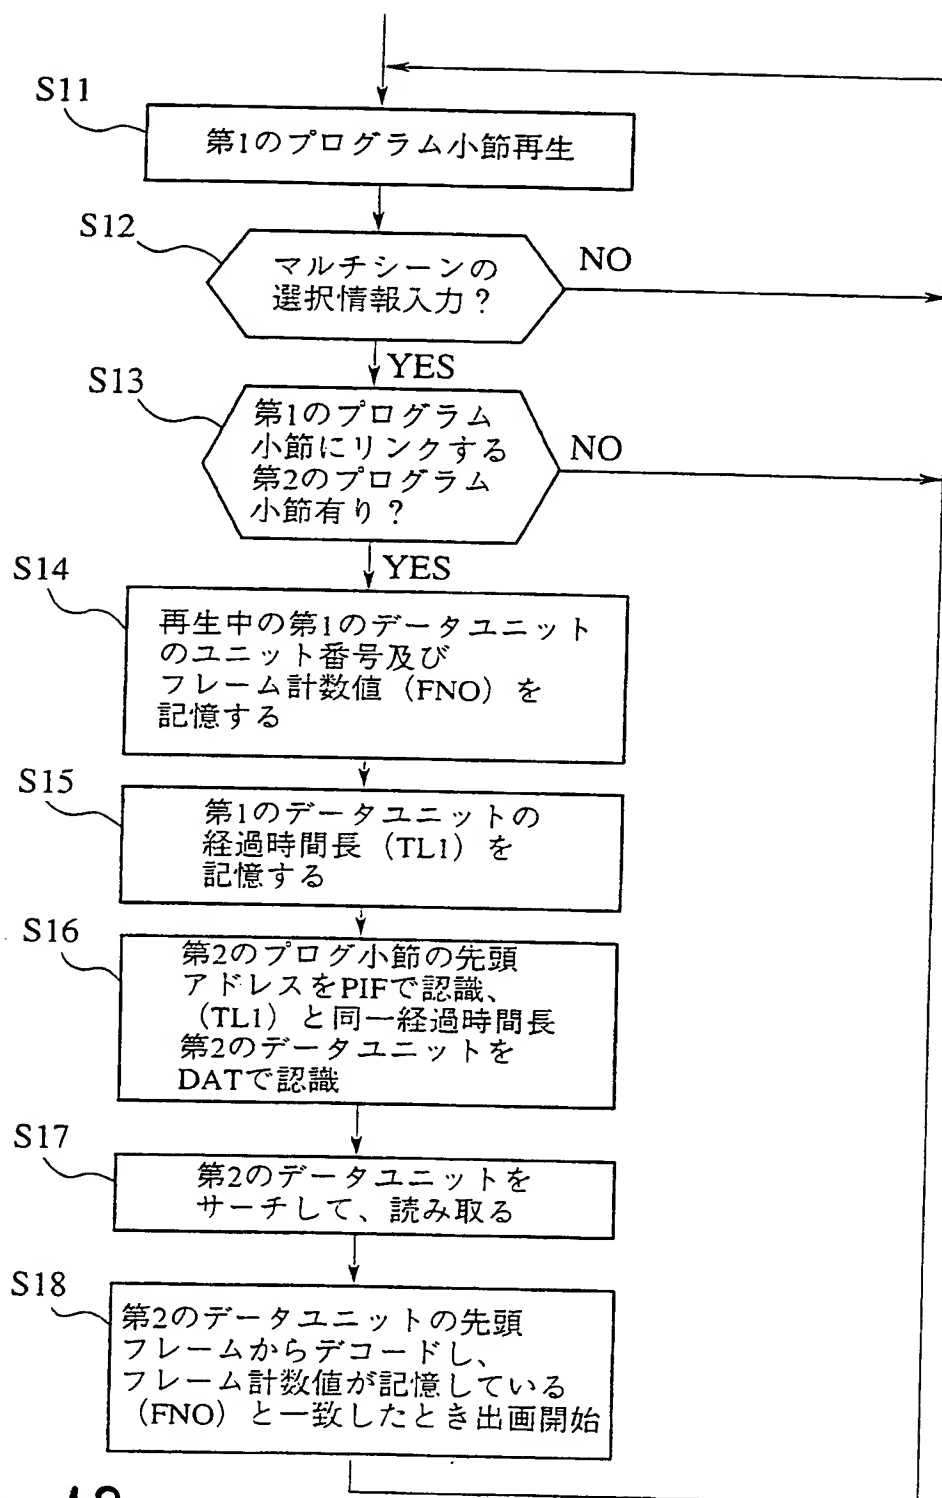 S11
第1のプログラム小節再生
S12
マルチシーンの
選択情報入力？
NO
YES
S13
第1のプログラム
小節にリンクする
第2のプログラム
小節有り？
NO
YES
S14
再生中の第1のデータユニット
のユニット番号及び
フレーム計数値（FNO）を
記憶する
S15
第1のデータユニットの
経過時間長（TL1）を
記憶する
S16
第2のプログ小節の先頭
アドレスをPIFで認識、
（TL1）と同一経過時間長
第2のデータユニットを
DATで認識
S17
第2のデータユニットを
サーチして、読み取る
S18
第2のデータユニットの先頭
フレームからデコードし、
フレーム計数値が記憶している
（FNO）と一致したとき出画開始